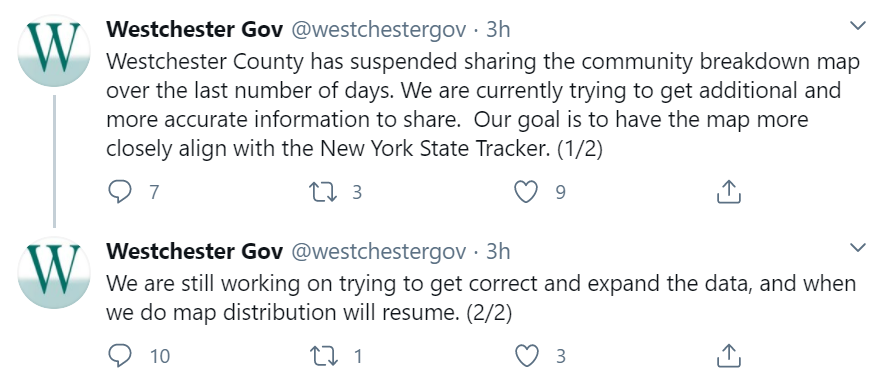 W
Westchester Gov @westchestergov · 3h
Westchester County has suspended sharing the community breakdown map
over the last number of days. We are currently trying to get additional and
more accurate information to share.  Our goal is to have the map more
closely align with the New York State Tracker. (1/2)
7 3 9
W
Westchester Gov @westchestergov · 3h
We are still working on trying to get correct and expand the data, and when
we do map distribution will resume. (2/2)
10 1 3